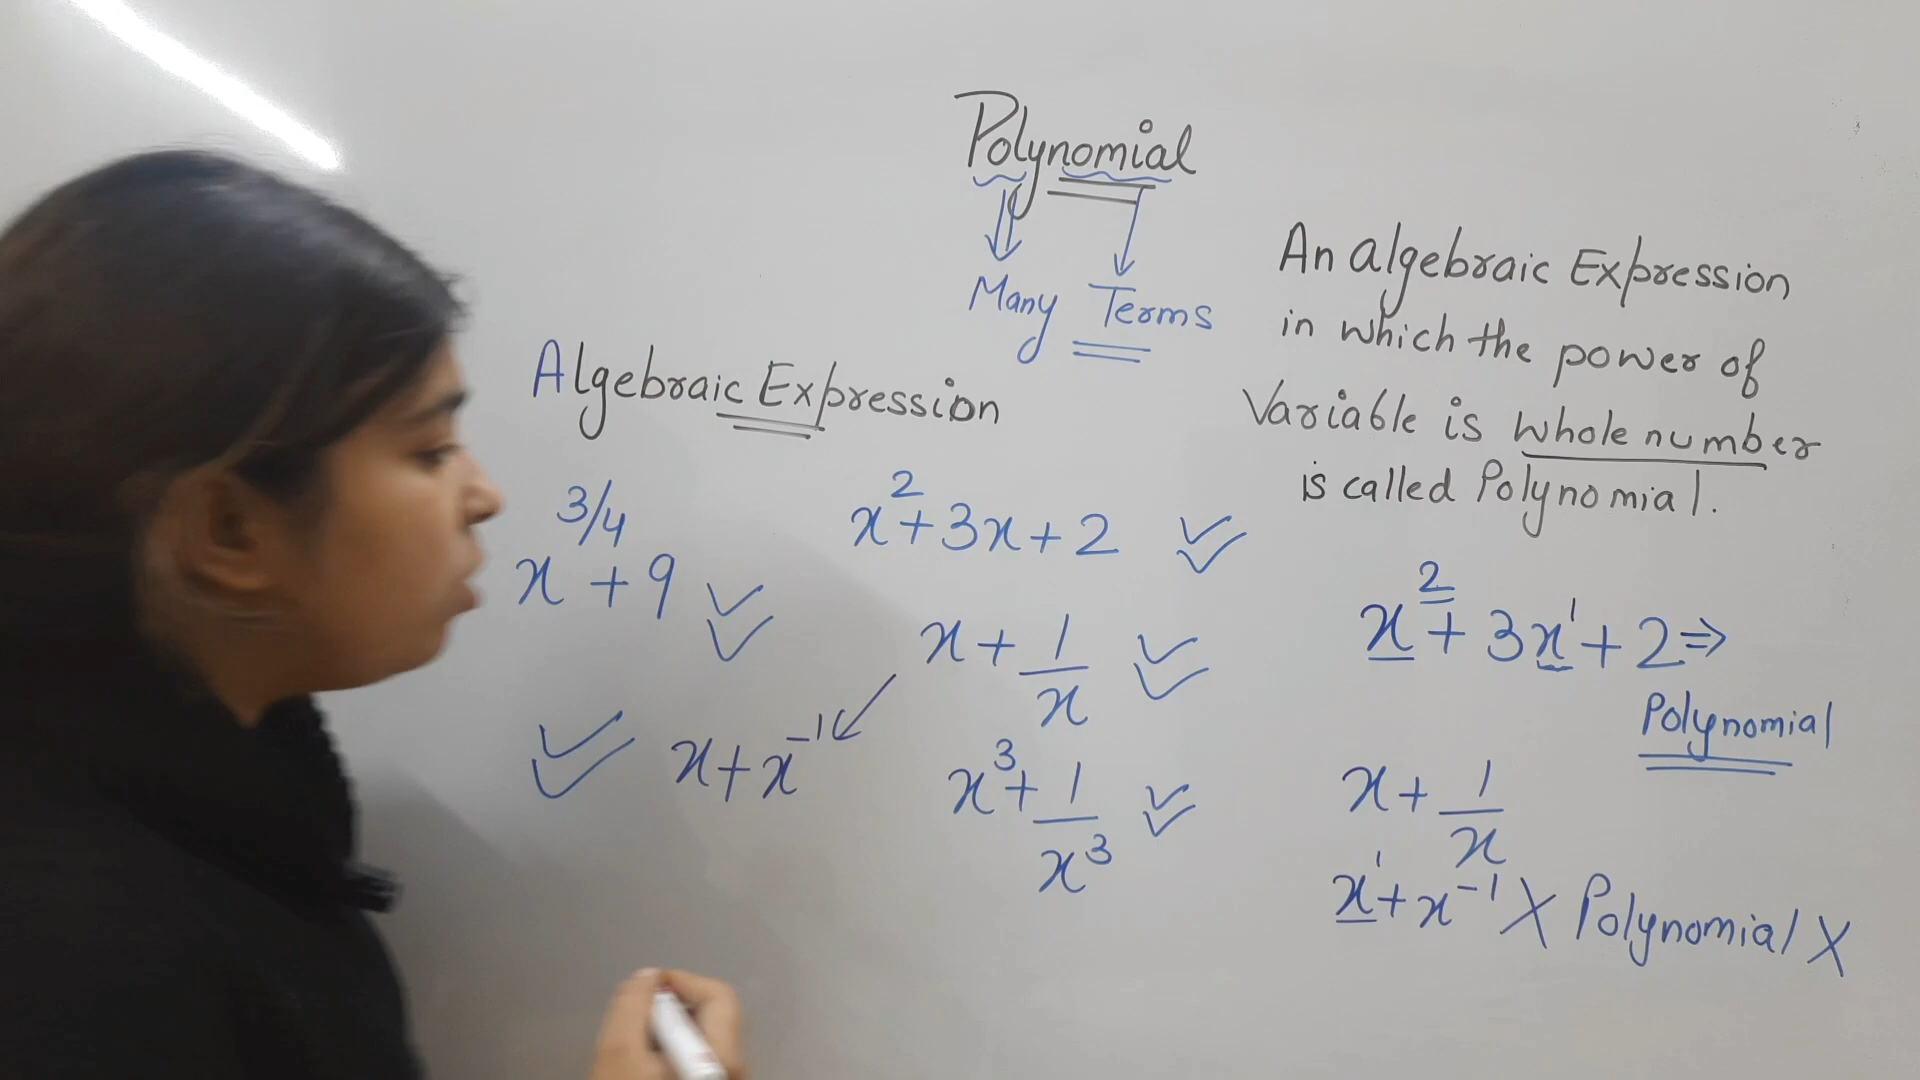 Polynomial
Many Terms
Algebraic Expression
x^{3/4} + 9
x^2 + 3x + 2
x + 1/x
x + x^{-1}
x^3 + 1/x^3
An algebraic Expression
in which the power of
Variable is whole number
is called Polynomial.
x^2 + 3x^1 + 2 ⇒
Polynomial
x + 1/x
x^1 + x^{-1} X Polynomial X